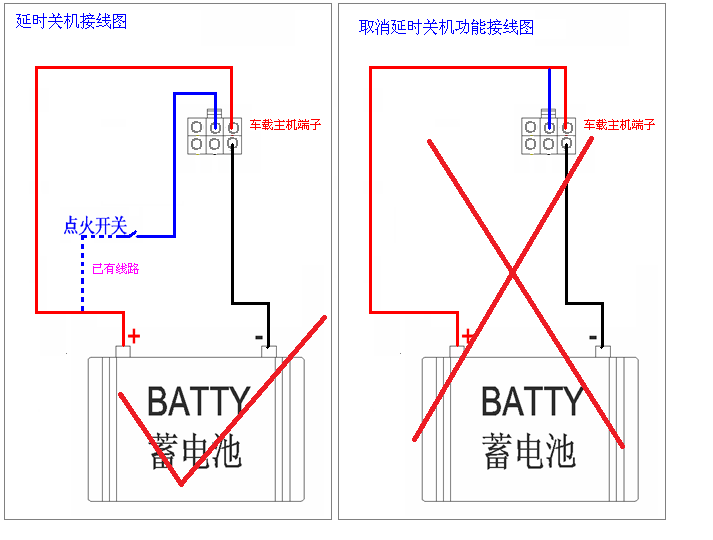 延时关机接线图
车载主机端子
点火开关
已有线路
+ -
BATTY
蓄电池
取消延时关机功能接线图
车载主机端子
+ -
BATTY
蓄电池